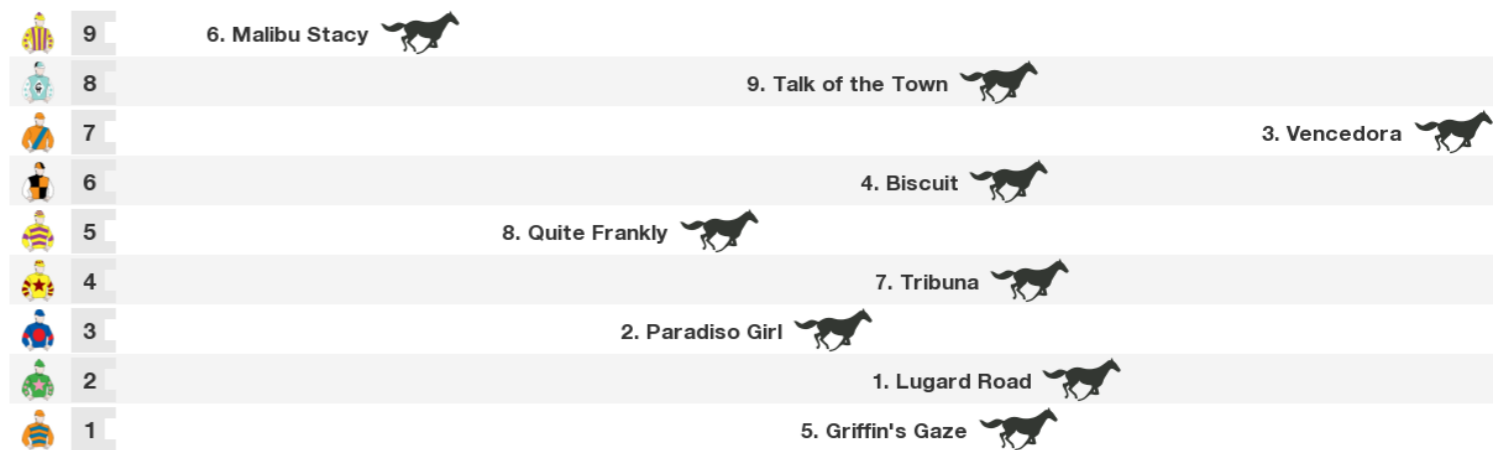 9 6. Malibu Stacy
8 9. Talk of the Town
7 3. Vencedora
6 4. Biscuit
5 8. Quite Frankly
4 7. Tribuna
3 2. Paradiso Girl
2 1. Lugard Road
1 5. Griffin's Gaze